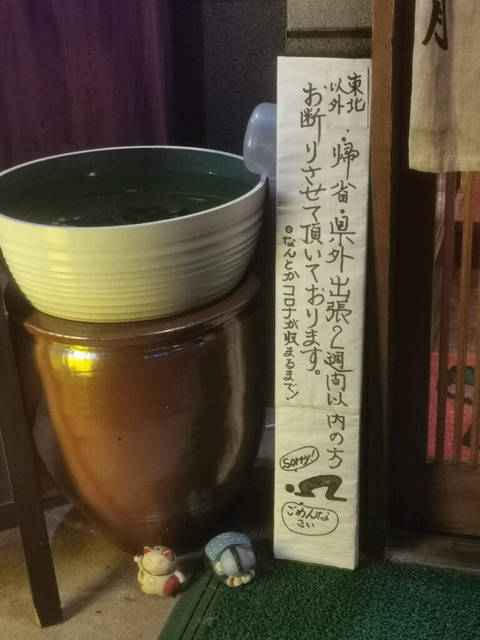 東北
以外
・帰省・県外出張2週間以内の方
お断りさせて頂いております。
◎なんとかコロナが収まるまで!
Sorry!
ごめんな
さい
月